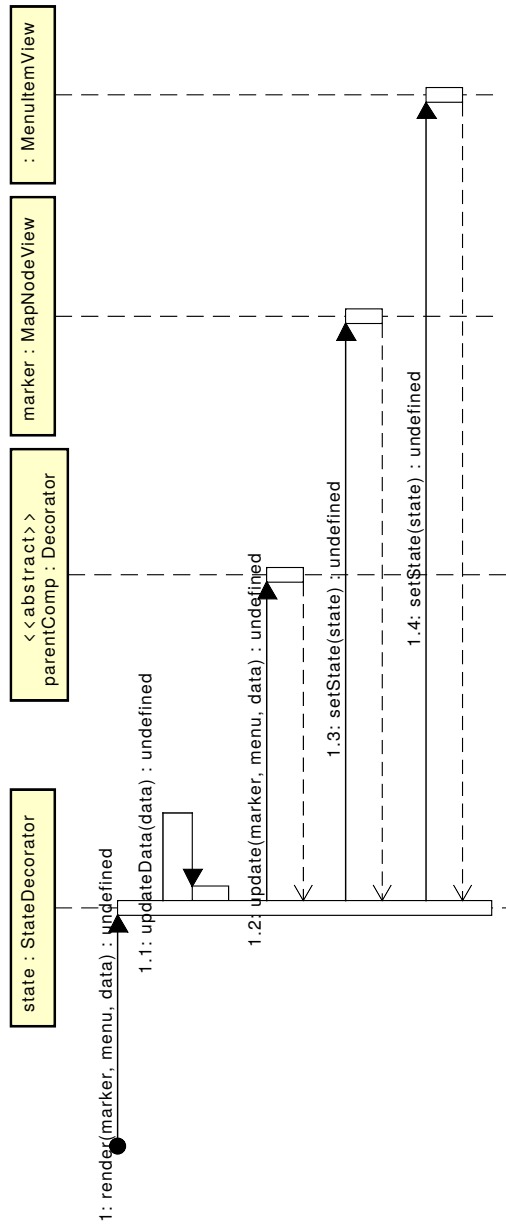 state : StateDecorator
<<abstract>>
parentComp : Decorator
marker : MapNodeView
: MenuItemView
1: render(marker, menu, data) : undefined
1.1: updateData(data) : undefined
1.2: update(marker, menu, data) : undefined
1.3: setState(state) : undefined
1.4: setState(state) : undefined